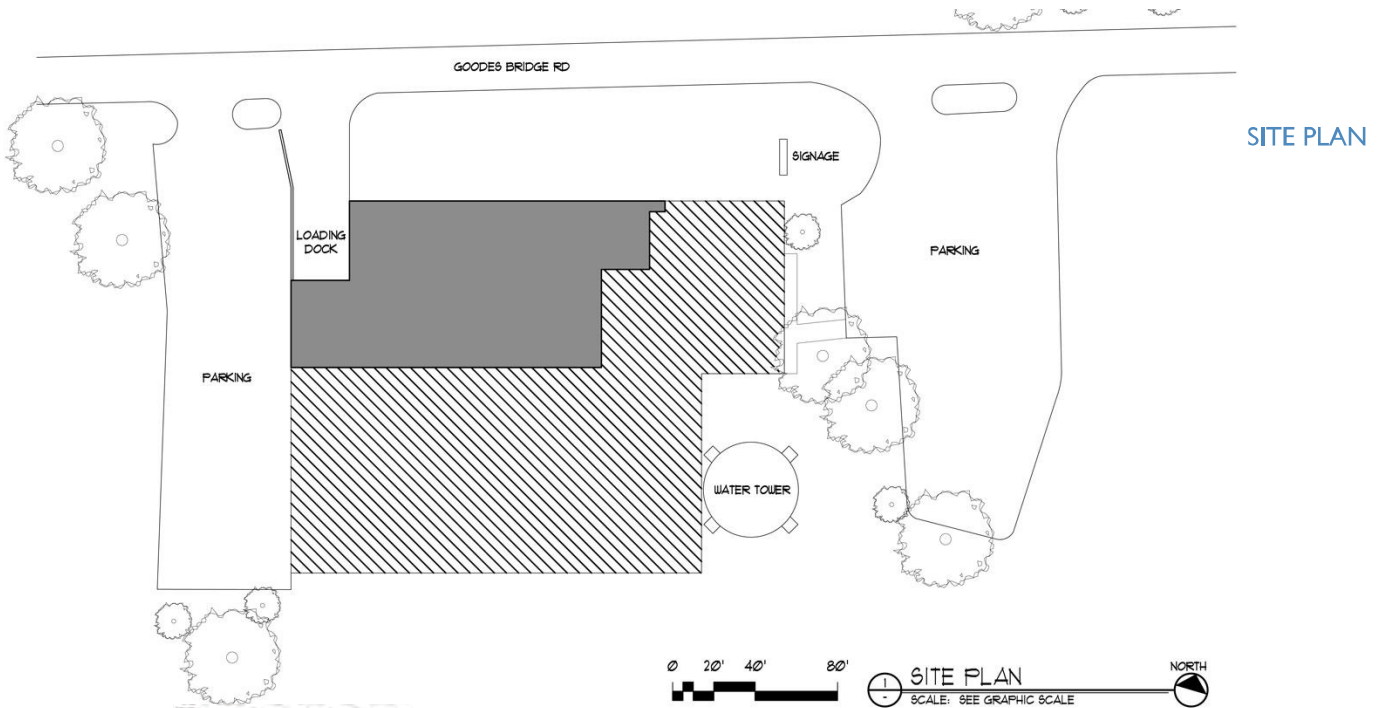 GOODES BRIDGE RD
SITE PLAN
SIGNAGE
LOADING
DOCK
PARKING
PARKING
WATER TOWER
0 20' 40' 80'
1
-
SITE PLAN
SCALE: SEE GRAPHIC SCALE
NORTH